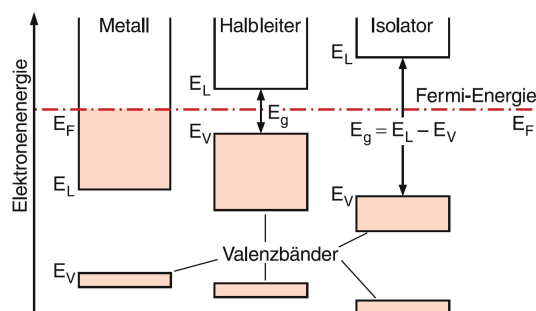 Elektronenenergie
Metall
Halbleiter
Isolator
E_L
E_L
Fermi-Energie
E_F
E_g
E_V
E_g = E_L – E_V
E_F
E_L
E_V
Valenzbänder
E_V